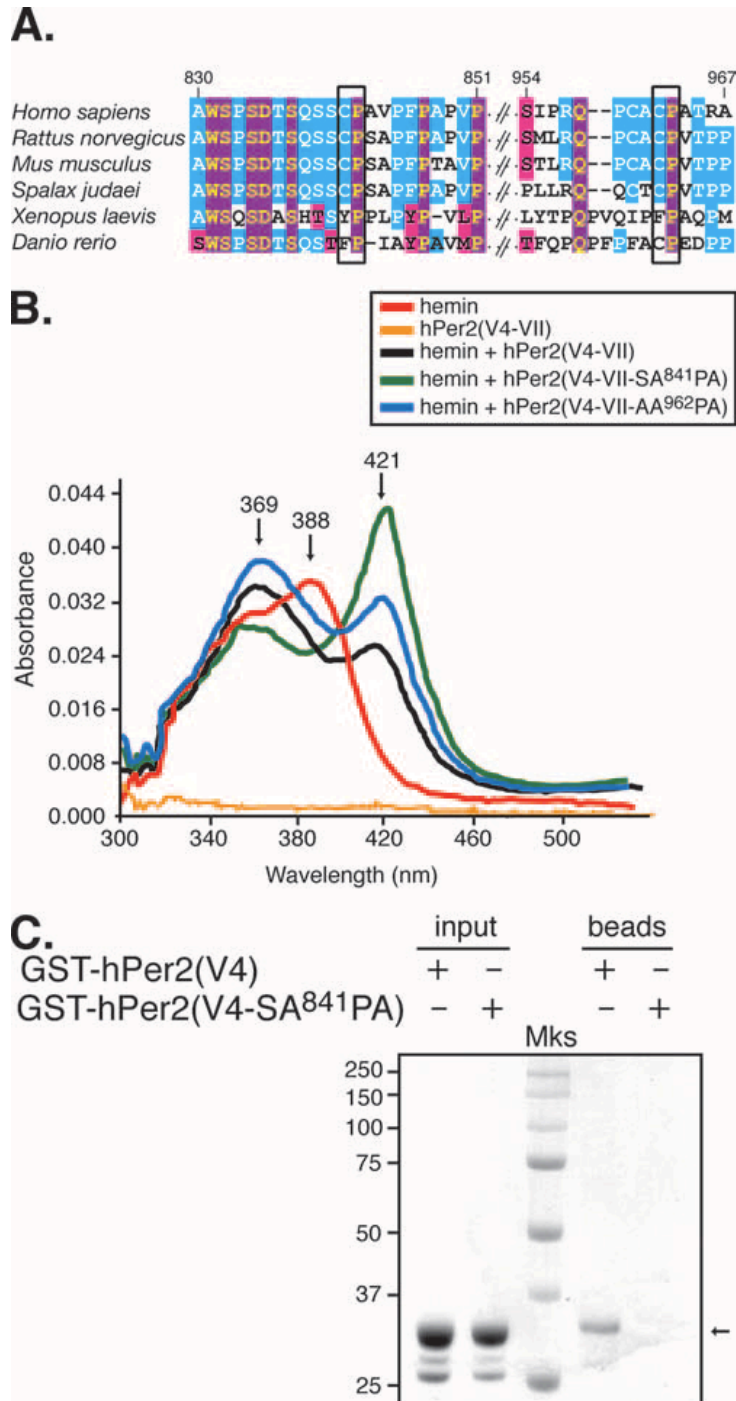 A.
830 851 954 967
Homo sapiens AWSPSDTSQSSCPAVPFPAPVP.//.SIPRQ--PCACPATRA
Rattus norvegicus AWSPSDTSQSSCPSAPFPAPVP.//.SMLRQ--PCACPVTPP
Mus musculus AWSPSDTSQSSCPSAPFPTAVP.//.STLRQ--PCACPVTPP
Spalax judaei AWSPSDTSQSSCPSAPFPAPVP.//.PLLRQ--QCTCPVTPP
Xenopus laevis AWSQSDASHTSYPPLPYP-VLP.//.LYTPQPVQIPFPAQPM
Danio rerio SWSPSDTSQSTFP-IAYPAVMP.//.TFQPQPFPFACPEDPP
B.
hemin
hPer2(V4-VII)
hemin + hPer2(V4-VII)
hemin + hPer2(V4-VII-SA841PA)
hemin + hPer2(V4-VII-AA962PA)
421
369
388
0.044
0.040
0.032
0.024
0.016
0.008
0.000
Absorbance
300 340 380 420 460 500
Wavelength (nm)
C.
input beads
GST-hPer2(V4) + - + -
GST-hPer2(V4-SA841PA) - + - +
Mks
250
150
100
75
50
37
25